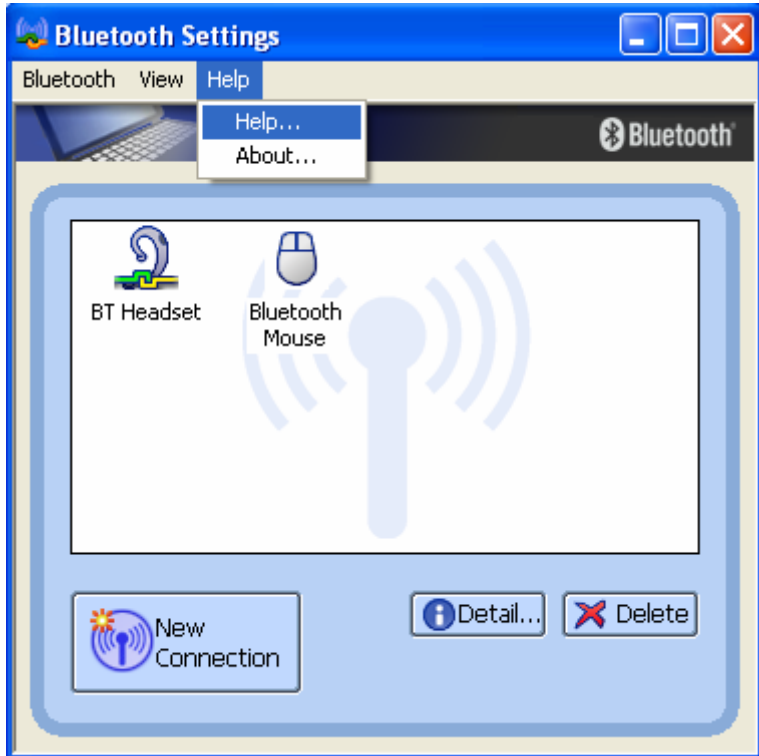 Bluetooth Settings
Bluetooth View Help
Help...
About...
Bluetooth
BT Headset
Bluetooth
Mouse
New
Connection
Detail...
Delete